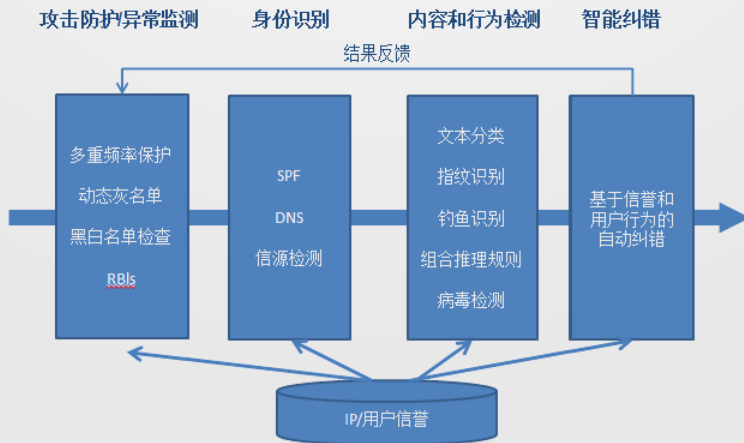 攻击防护/异常监测
身份识别
内容和行为检测
智能纠错
结果反馈
多重频率保护
动态灰名单
黑白名单检查
RBls
SPF
DNS
信源检测
文本分类
指纹识别
钓鱼识别
组合推理规则
病毒检测
基于信誉和
用户行为的
自动纠错
IP/用户信誉